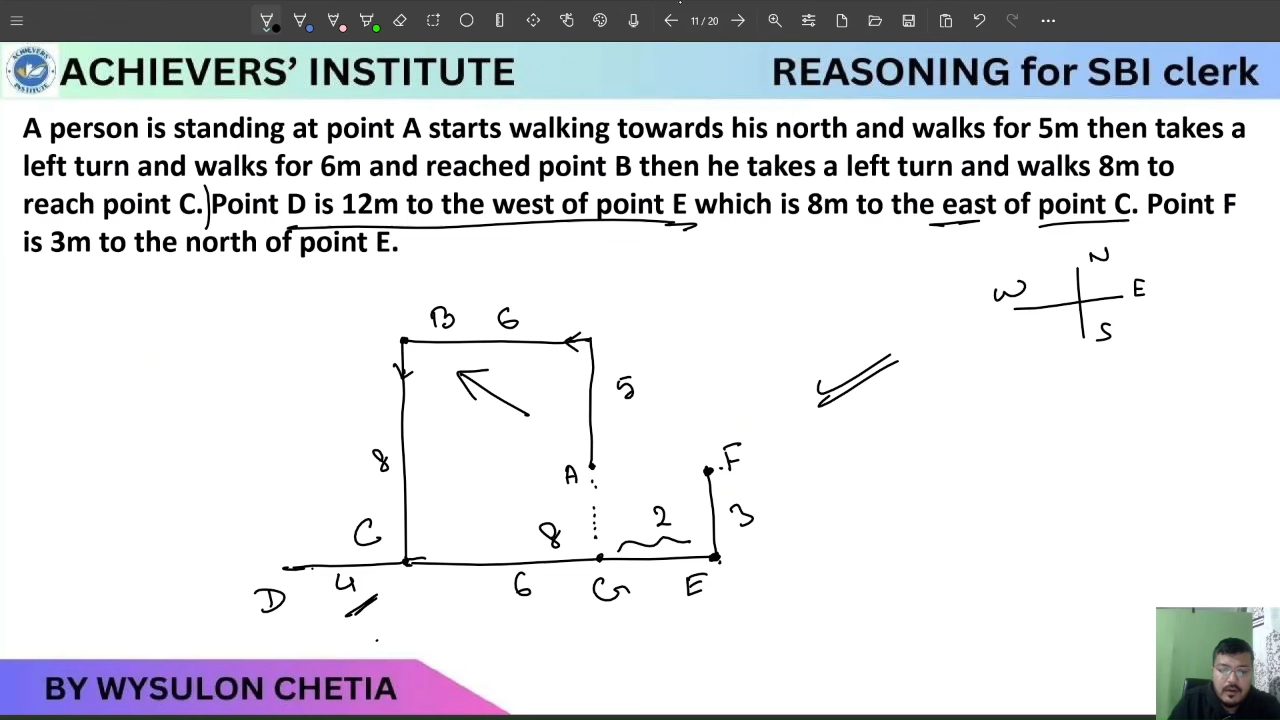 11 / 20
ACHIEVERS' INSTITUTE
REASONING for SBI clerk
A person is standing at point A starts walking towards his north and walks for 5m then takes a
left turn and walks for 6m and reached point B then he takes a left turn and walks 8m to
reach point C. Point D is 12m to the west of point E which is 8m to the east of point C. Point F
is 3m to the north of point E.
N
W
E
S
B 6
5
8
A
F
C
8
2
3
D
4
6
G
E
BY WYSULON CHETIA